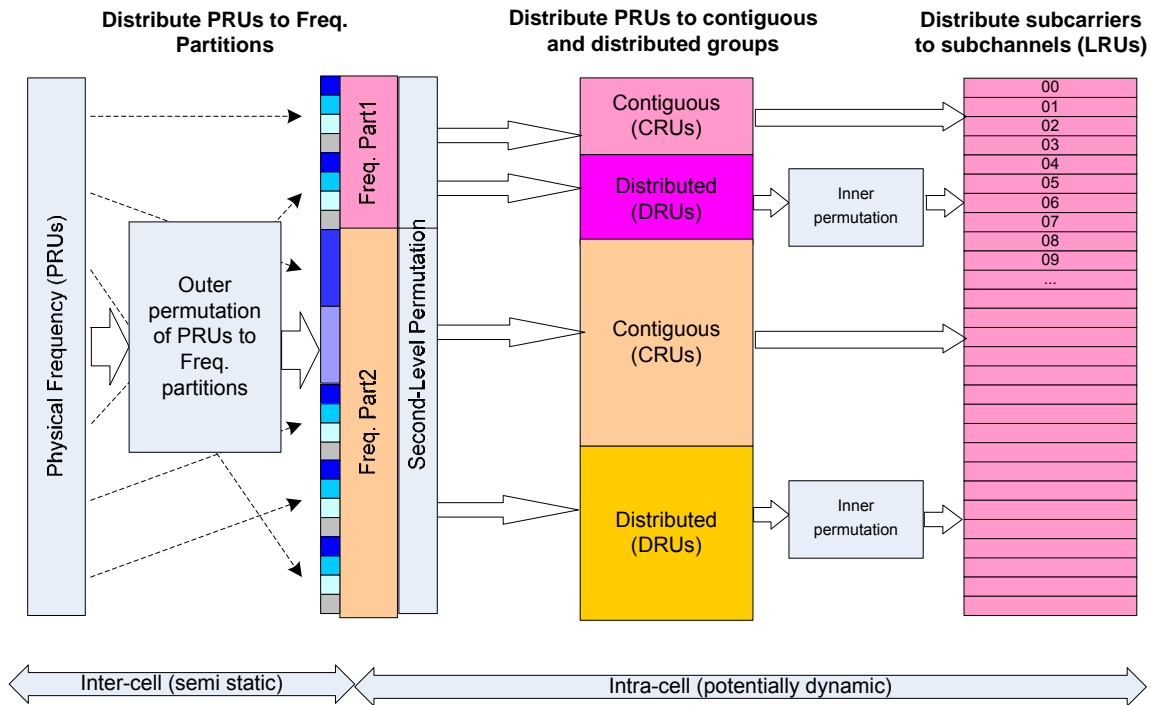 Distribute PRUs to Freq.
Partitions
Distribute PRUs to contiguous
and distributed groups
Distribute subcarriers
to subchannels (LRUs)
Physical Frequency (PRUs)
Outer
permutation
of PRUs to
Freq.
partitions
Freq. Part1
Freq. Part2
Second-Level Permutation
Contiguous
(CRUs)
Distributed
(DRUs)
Contiguous
(CRUs)
Distributed
(DRUs)
Inner
permutation
Inner
permutation
00
01
02
03
04
05
06
07
08
09
...
Inter-cell (semi static)
Intra-cell (potentially dynamic)